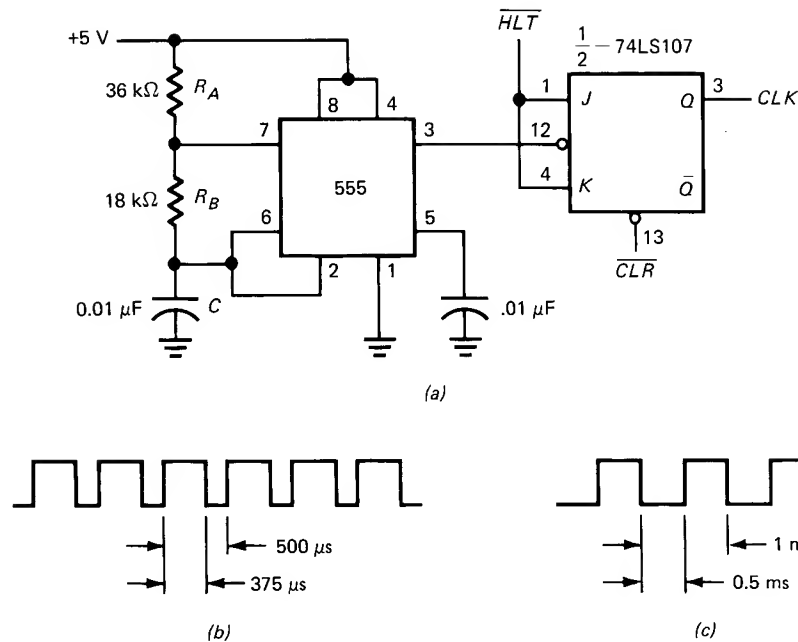 +5 V
HLT
1/2 – 74LS107
36 kΩ R_A
8 4
1 J Q 3 CLK
7 3 12
555
4 K Q̅
18 kΩ R_B
6 5
2 1
13
CLR
0.01 μF C
.01 μF
(a)
500 μs
1 n
375 μs
0.5 ms
(b)
(c)